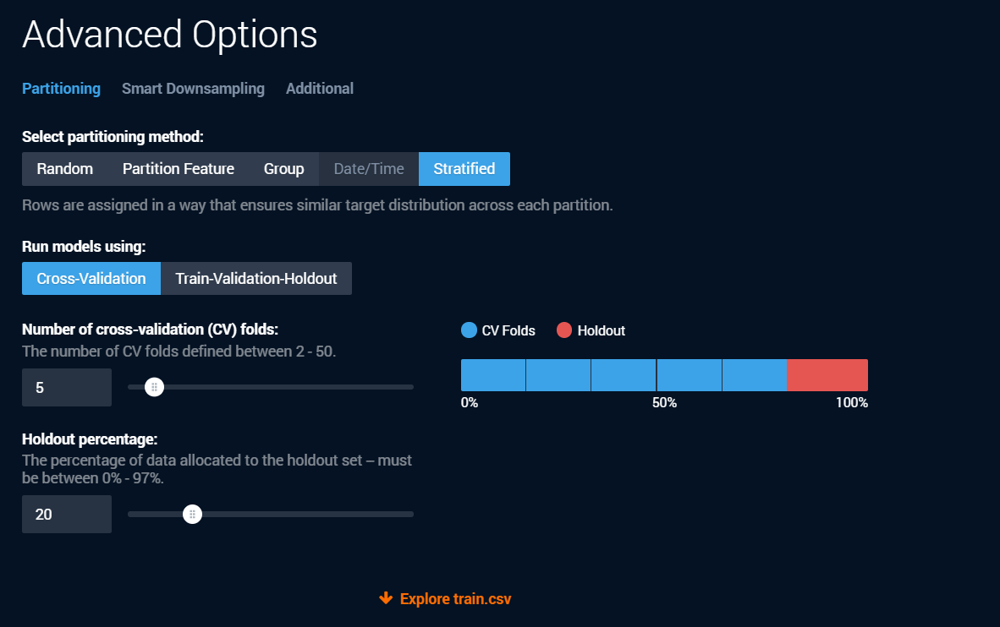 Advanced Options
Partitioning Smart Downsampling Additional
Select partitioning method:
Random Partition Feature Group Date/Time Stratified
Rows are assigned in a way that ensures similar target distribution across each partition.
Run models using:
Cross-Validation Train-Validation-Holdout
Number of cross-validation (CV) folds:
The number of CV folds defined between 2 - 50.
5
CV Folds Holdout
0% 50% 100%
Holdout percentage:
The percentage of data allocated to the holdout set – must
be between 0% - 97%.
20
Explore train.csv